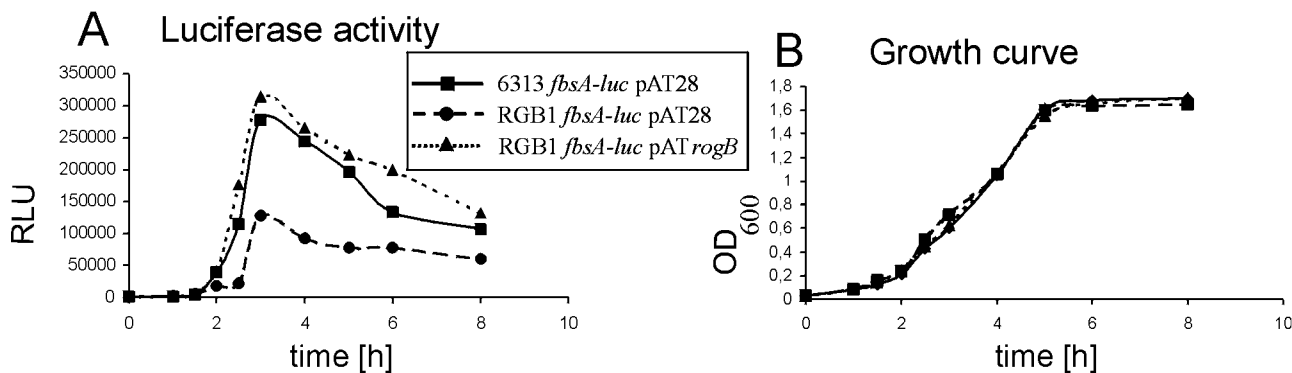 A Luciferase activity
350000
300000
250000
200000
150000
100000
50000
0
RLU
0 2 4 6 8 10
time [h]
6313 fbsA-luc pAT28
RGB1 fbsA-luc pAT28
RGB1 fbsA-luc pATrogB
B Growth curve
1,8
1,6
1,4
1,2
1
0,8
0,6
0,4
0,2
0
OD600
0 2 4 6 8 10
time [h]